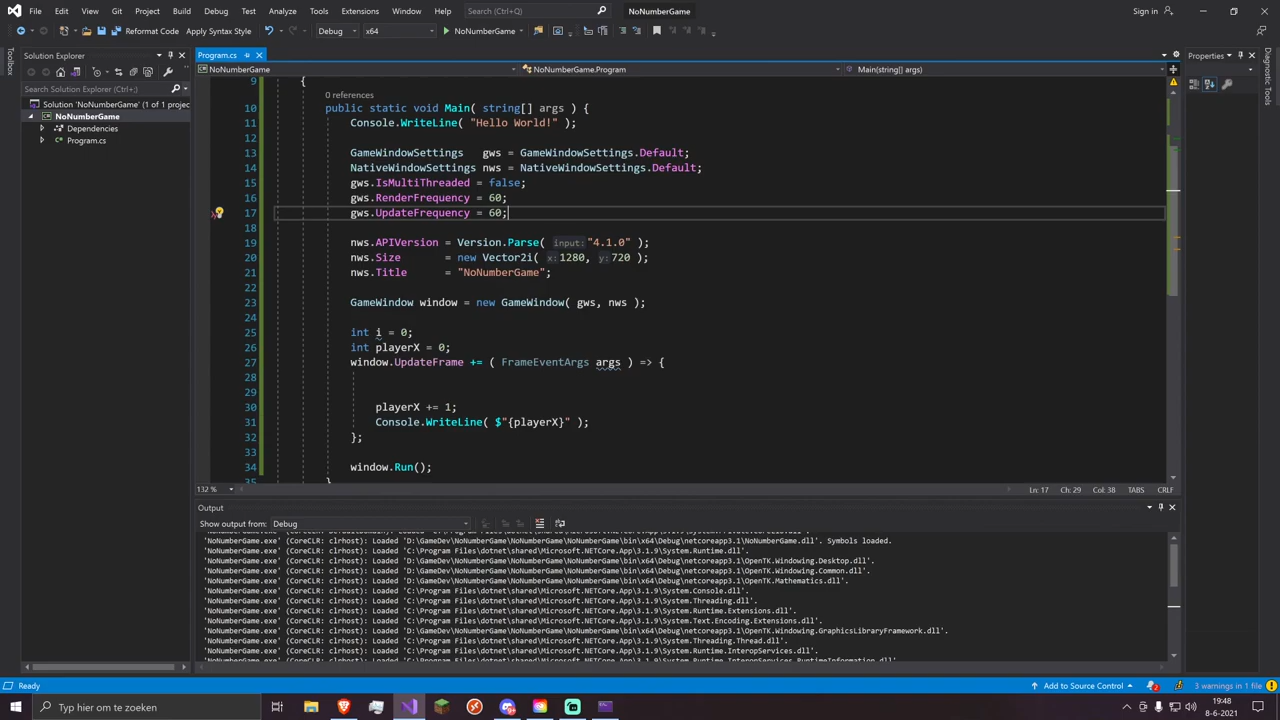 File Edit View Git Project Build Debug Test Analyze Tools Extensions Window Help Search (Ctrl+Q) NoNumberGame Sign in
Reformat Code Apply Syntax Style Debug x64 NoNumberGame
Toolbox
Solution Explorer
Search Solution Explorer (Ctrl+;)
Solution 'NoNumberGame' (1 of 1 projec
NoNumberGame
Dependencies
Program.cs
Program.cs
NoNumberGame NoNumberGame.Program Main(string[] args)
9 {
0 references
10 public static void Main( string[] args ) {
11 Console.WriteLine( "Hello World!" );
12
13 GameWindowSettings gws = GameWindowSettings.Default;
14 NativeWindowSettings nws = NativeWindowSettings.Default;
15 gws.IsMultiThreaded = false;
16 gws.RenderFrequency = 60;
17 gws.UpdateFrequency = 60;
18
19 nws.APIVersion = Version.Parse( input: "4.1.0" );
20 nws.Size = new Vector2i( x: 1280, y: 720 );
21 nws.Title = "NoNumberGame";
22
23 GameWindow window = new GameWindow( gws, nws );
24
25 int i = 0;
26 int playerX = 0;
27 window.UpdateFrame += ( FrameEventArgs args ) => {
28
29
30 playerX += 1;
31 Console.WriteLine( $"{playerX}" );
32 };
33
34 window.Run();
}
132 % Ln: 17 Ch: 29 Col: 38 TABS CRLF
Properties
Diagnostic Tools
Output
Show output from: Debug
'NoNumberGame.exe' (CoreCLR: clrhost): Loaded 'D:\GameDev\NoNumberGame\NoNumberGame\bin\x64\Debug\netcoreapp3.1\NoNumberGame.dll'. Symbols loaded.
'NoNumberGame.exe' (CoreCLR: clrhost): Loaded 'C:\Program Files\dotnet\shared\Microsoft.NETCore.App\3.1.9\System.Runtime.dll'.
'NoNumberGame.exe' (CoreCLR: clrhost): Loaded 'D:\GameDev\NoNumberGame\NoNumberGame\bin\x64\Debug\netcoreapp3.1\OpenTK.Windowing.Desktop.dll'.
'NoNumberGame.exe' (CoreCLR: clrhost): Loaded 'D:\GameDev\NoNumberGame\NoNumberGame\bin\x64\Debug\netcoreapp3.1\OpenTK.Windowing.Common.dll'.
'NoNumberGame.exe' (CoreCLR: clrhost): Loaded 'D:\GameDev\NoNumberGame\NoNumberGame\bin\x64\Debug\netcoreapp3.1\OpenTK.Mathematics.dll'.
'NoNumberGame.exe' (CoreCLR: clrhost): Loaded 'C:\Program Files\dotnet\shared\Microsoft.NETCore.App\3.1.9\System.Console.dll'.
'NoNumberGame.exe' (CoreCLR: clrhost): Loaded 'C:\Program Files\dotnet\shared\Microsoft.NETCore.App\3.1.9\System.Threading.dll'.
'NoNumberGame.exe' (CoreCLR: clrhost): Loaded 'C:\Program Files\dotnet\shared\Microsoft.NETCore.App\3.1.9\System.Runtime.Extensions.dll'.
'NoNumberGame.exe' (CoreCLR: clrhost): Loaded 'C:\Program Files\dotnet\shared\Microsoft.NETCore.App\3.1.9\System.Text.Encoding.Extensions.dll'.
'NoNumberGame.exe' (CoreCLR: clrhost): Loaded 'D:\GameDev\NoNumberGame\NoNumberGame\bin\x64\Debug\netcoreapp3.1\OpenTK.Windowing.GraphicsLibraryFramework.dll'.
'NoNumberGame.exe' (CoreCLR: clrhost): Loaded 'C:\Program Files\dotnet\shared\Microsoft.NETCore.App\3.1.9\System.Threading.Thread.dll'.
'NoNumberGame.exe' (CoreCLR: clrhost): Loaded 'C:\Program Files\dotnet\shared\Microsoft.NETCore.App\3.1.9\System.Runtime.InteropServices.dll'.
Ready Add to Source Control 2 3 warnings in 1 file
Typ hier om te zoeken 19:48
8-6-2021